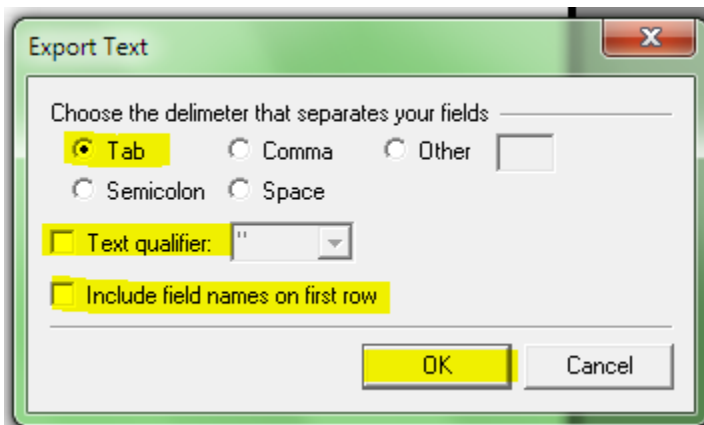 Export Text
Choose the delimeter that separates your fields
Tab Comma Other
Semicolon Space
Text qualifier: "
Include field names on first row
OK Cancel